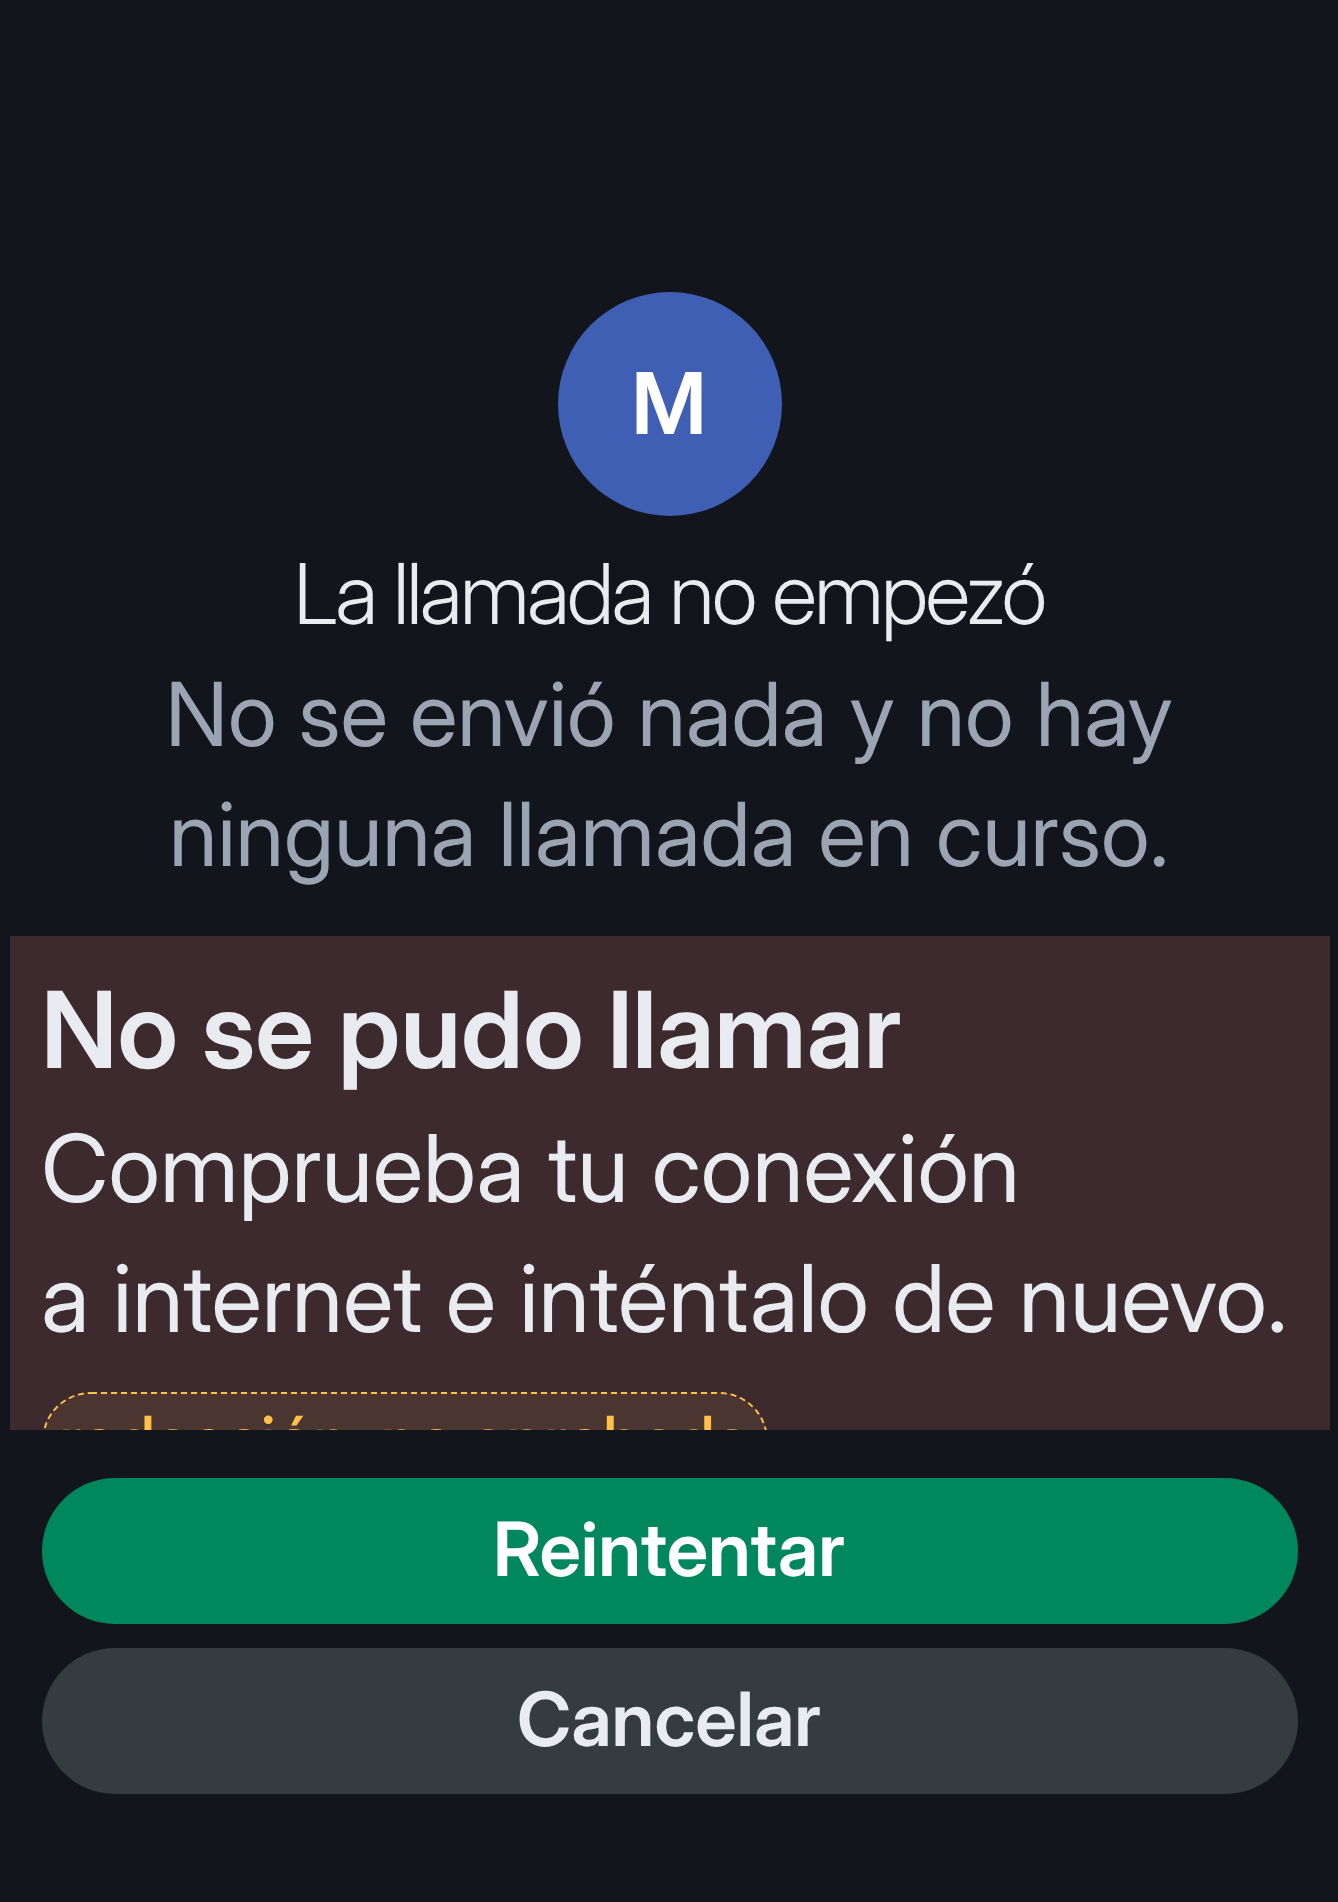 M
La llamada no empezó
No se envió nada y no hay
ninguna llamada en curso.
No se pudo llamar
Comprueba tu conexión
a internet e inténtalo de nuevo.
Reintentar
Cancelar